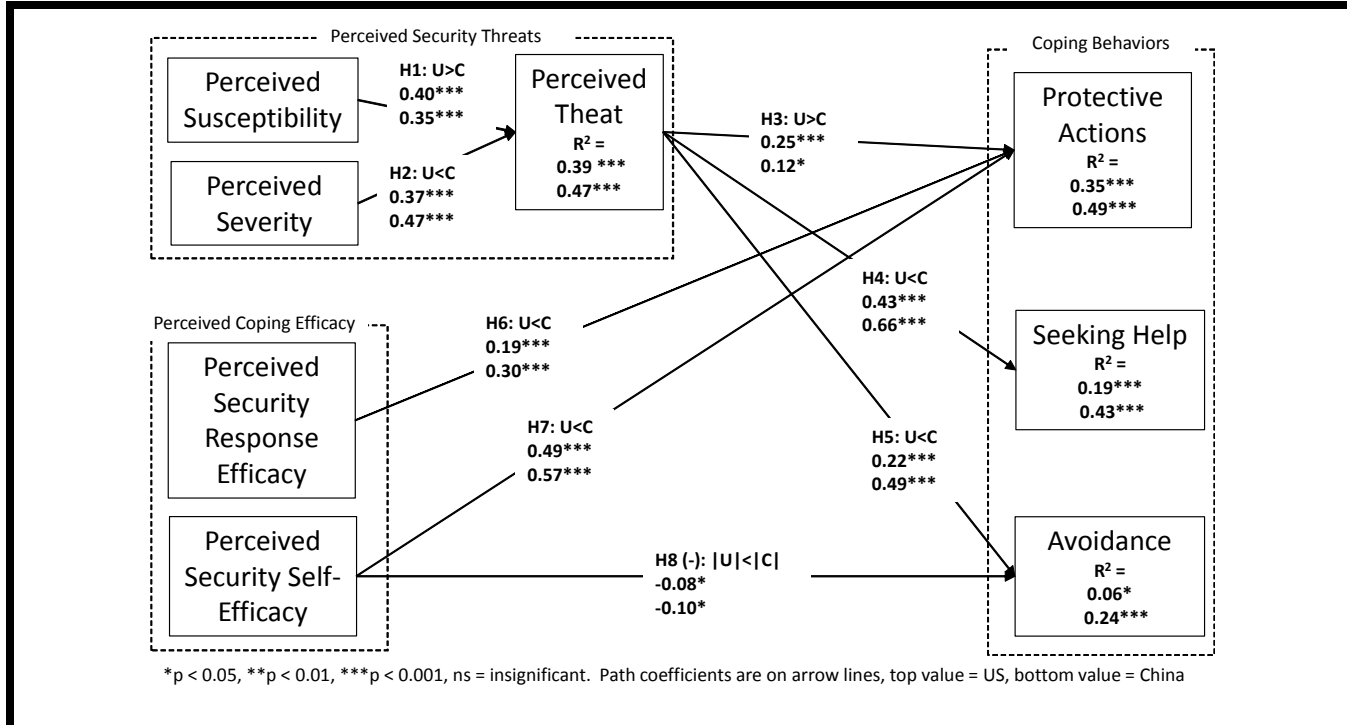 Perceived Security Threats
Perceived
Susceptibility
H1: U>C
0.40***
0.35***
Perceived
Severity
H2: U<C
0.37***
0.47***
Perceived
Theat
R² =
0.39 ***
0.47***
H3: U>C
0.25***
0.12*
H4: U<C
0.43***
0.66***
H5: U<C
0.22***
0.49***
Perceived Coping Efficacy
Perceived
Security
Response
Efficacy
H6: U<C
0.19***
0.30***
H7: U<C
0.49***
0.57***
Perceived
Security Self-
Efficacy
H8 (-): |U|<|C|
-0.08*
-0.10*
Coping Behaviors
Protective
Actions
R² =
0.35***
0.49***
Seeking Help
R² =
0.19***
0.43***
Avoidance
R² =
0.06*
0.24***
*p < 0.05, **p < 0.01, ***p < 0.001, ns = insignificant. Path coefficients are on arrow lines, top value = US, bottom value = China